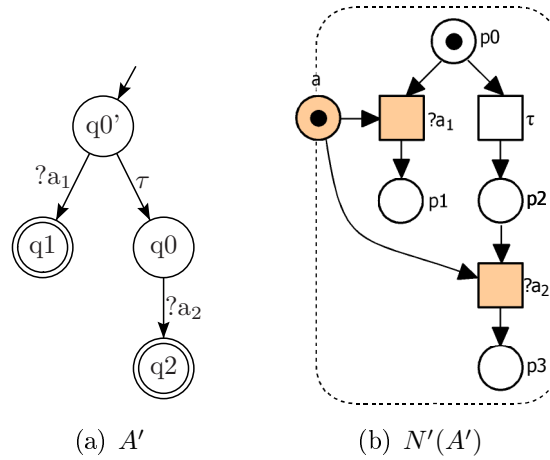 q0'
?a₁ τ
q1 q0
?a₂
q2
(a) A′
p0
a
?a₁ τ
p1 p2
?a₂
p3
(b) N′(A′)